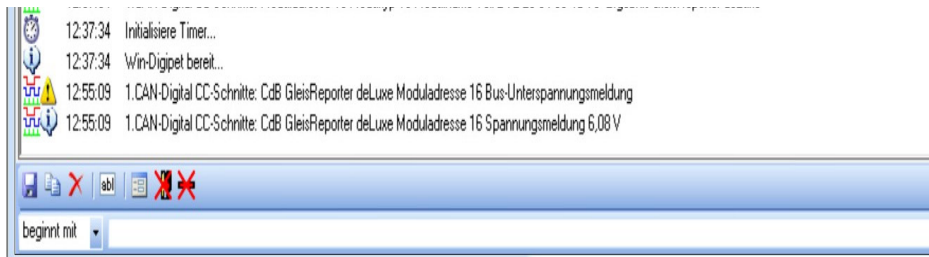 12:37:34 Initialisiere Timer...
12:37:34 Win-Digipet bereit...
12:55:09 1.CAN-Digital CC-Schnitte: CdB GleisReporter deLuxe Moduladresse 16 Bus-Unterspannungsmeldung
12:55:09 1.CAN-Digital CC-Schnitte: CdB GleisReporter deLuxe Moduladresse 16 Spannungsmeldung 6,08 V
abl
beginnt mit